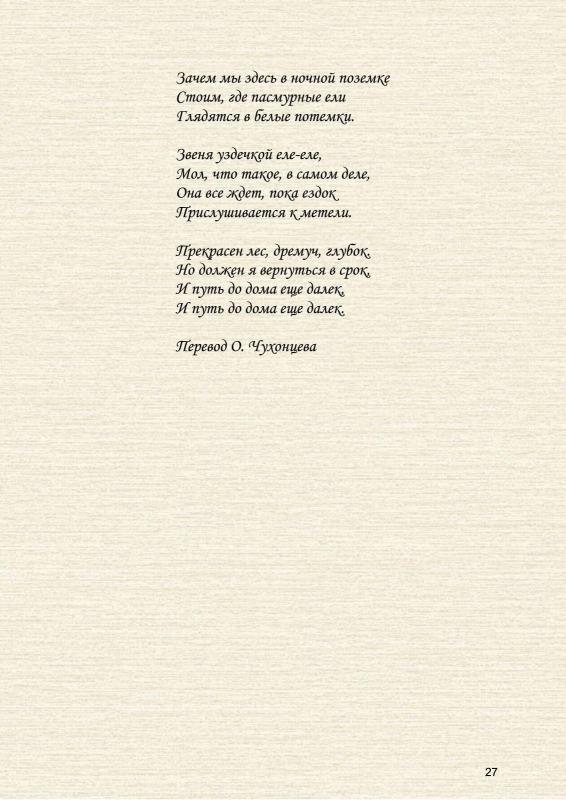 Зачем мы здесь в ночной поземке
Стоим, где пасмурные ели
Глядятся в белые потемки.
Звеня уздечкой еле-еле,
Мол, что такое, в самом деле,
Она все ждет, пока ездок
Прислушивается к метели.
Прекрасен лес, дремуч, глубок.
Но должен я вернуться в срок.
И путь до дома еще далек.
И путь до дома еще далек.
Перевод О. Чухонцева
27